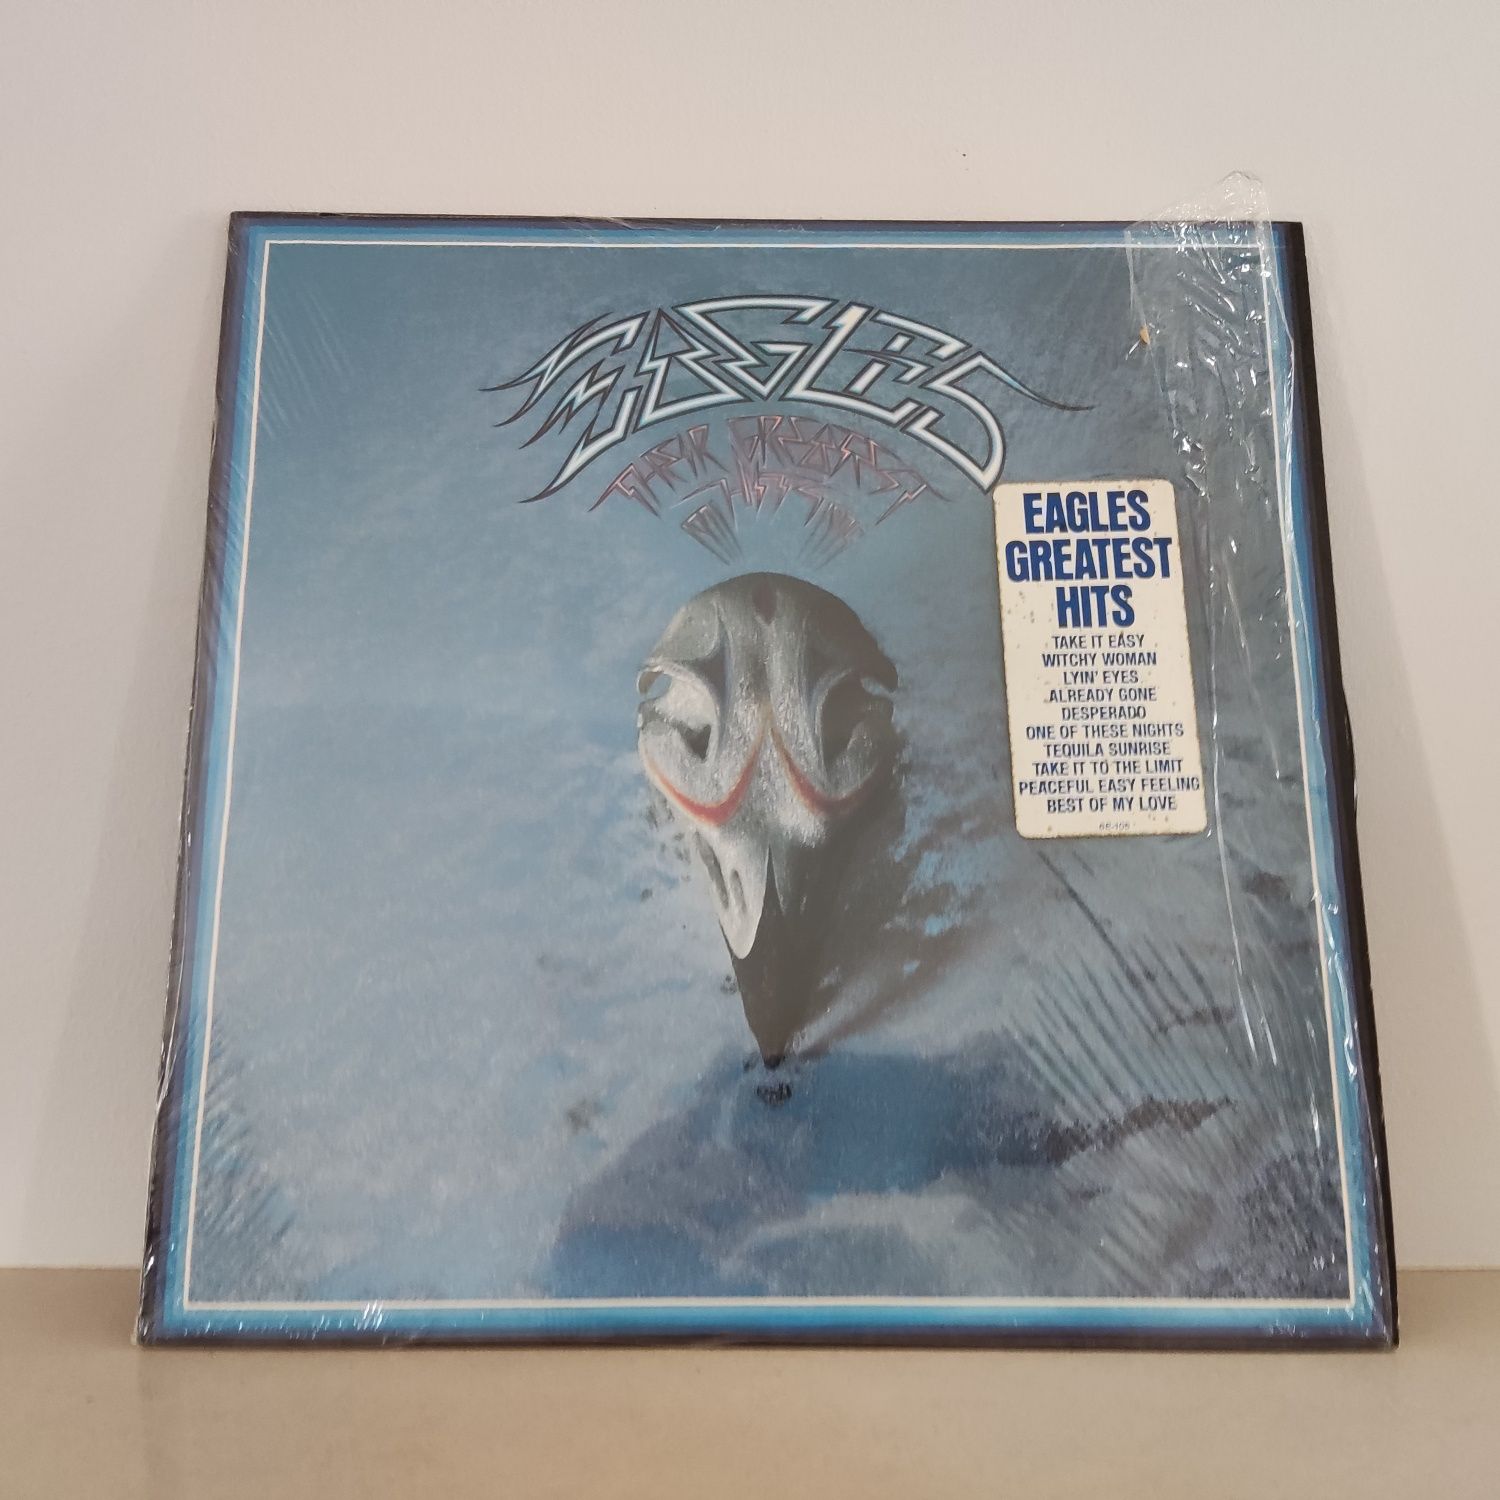 EAGLES
THEIR GREATEST
HITS
EAGLES
GREATEST
HITS
TAKE IT EASY
WITCHY WOMAN
LYIN' EYES
ALREADY GONE
DESPERADO
ONE OF THESE NIGHTS
TEQUILA SUNRISE
TAKE IT TO THE LIMIT
PEACEFUL EASY FEELING
BEST OF MY LOVE